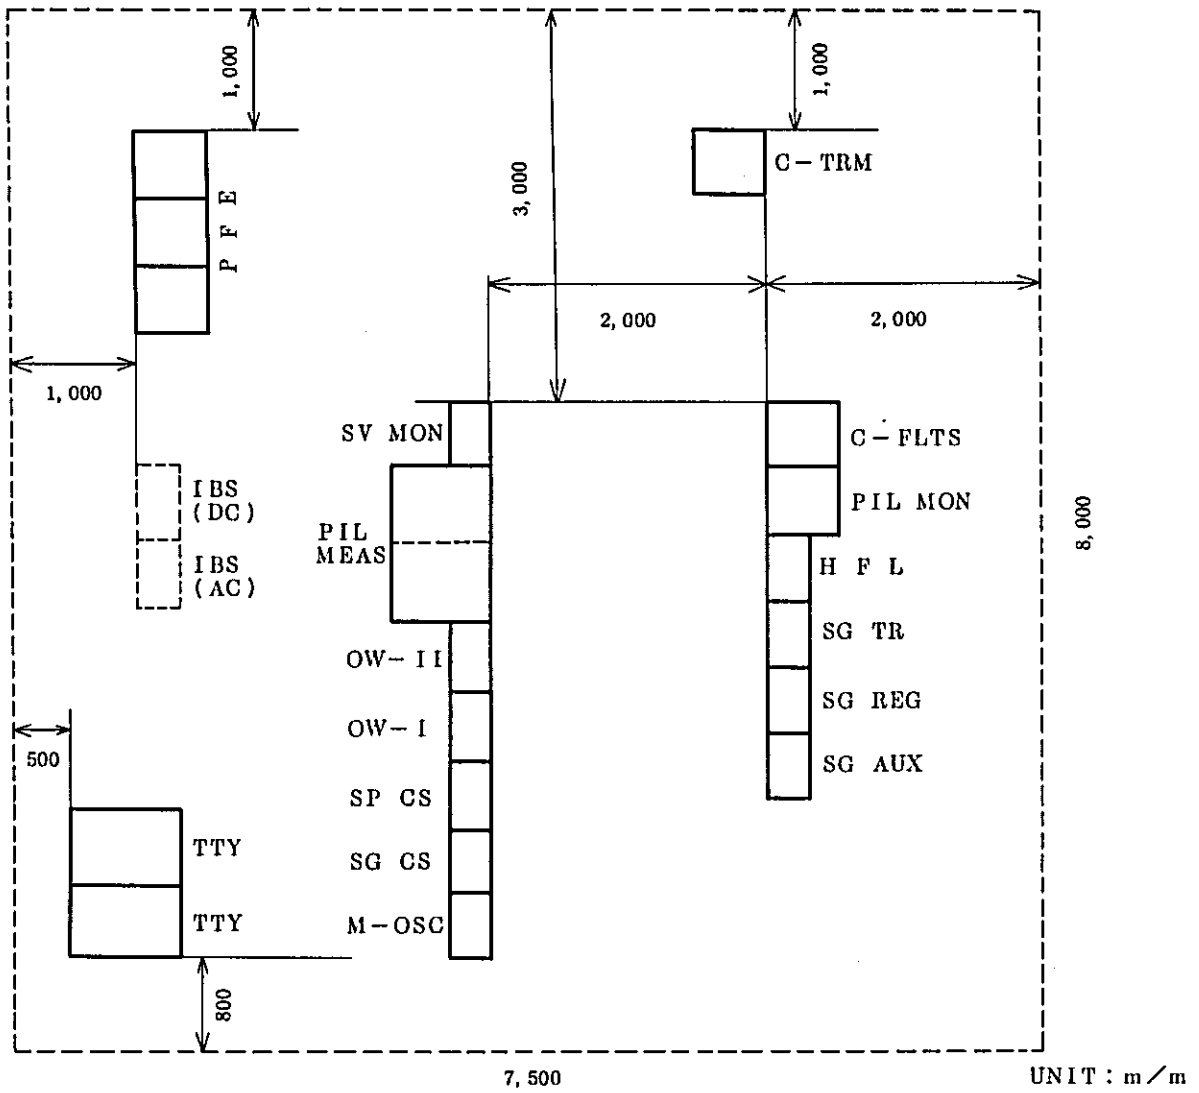 1,000
1,000
3,000
C-TRM
PFE
2,000
2,000
1,000
SV MON
C-FLTS
IBS
(DC)
PIL MON
PIL
MEAS
8,000
IBS
(AC)
HFL
OW-II
SG TR
OW-I
SG REG
500
SG AUX
SP CS
TTY
SG CS
TTY
M-OSC
800
7,500
UNIT: m/m